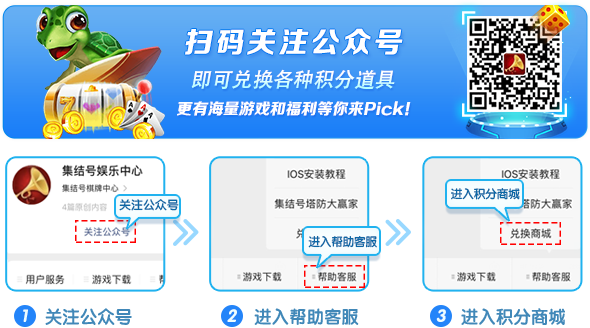 扫码关注公众号
即可兑换各种积分道具
更有海量游戏和福利等你来Pick!
集结号娱乐中心
集结号棋牌中心 >
4篇原创内容
关注公众号
关注公众号
用户服务
游戏下载
1 关注公众号
IOS安装教程
集结号塔防大赢家
进入帮助客服
游戏下载
帮助客服
2 进入帮助客服
IOS安装教程
进入积分商城
塔防大赢家
兑换商城
游戏下载
帮助客服
3 进入积分商城